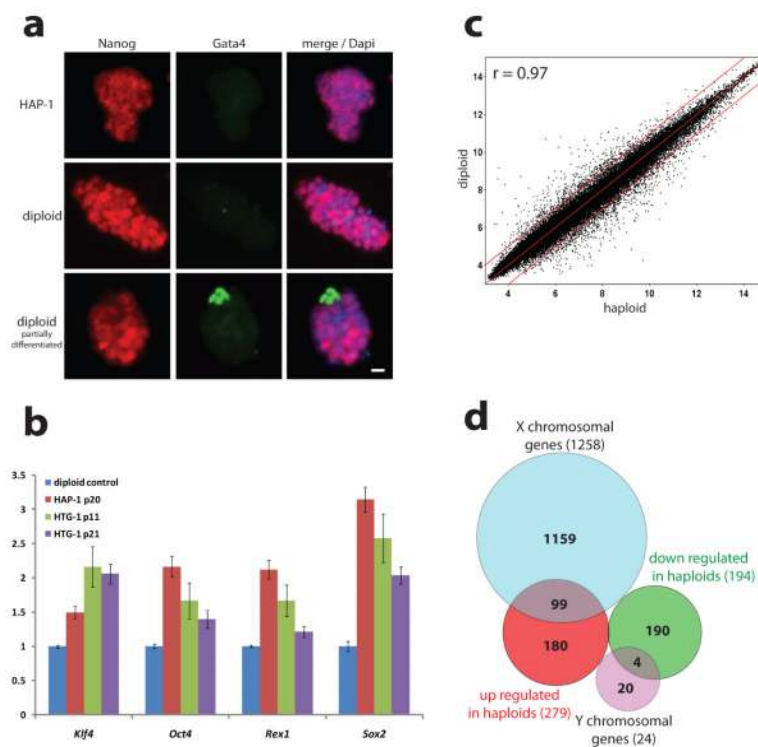 a
Nanog
Gata4
merge / Dapi
HAP-1
diploid
diploid
partially
differentiated
b
3.5
3
2.5
2
1.5
1
0.5
0
diploid control
HAP-1 p20
HTG-1 p11
HTG-1 p21
Klf4
Oct4
Rex1
Sox2
c
r = 0.97
diploid
14
12
10
8
6
4
4
6
8
10
12
14
haploid
d
X chromosomal
genes (1258)
1159
down regulated
in haploids (194)
99
190
180
4
20
up regulated
in haploids (279)
Y chromosomal
genes (24)